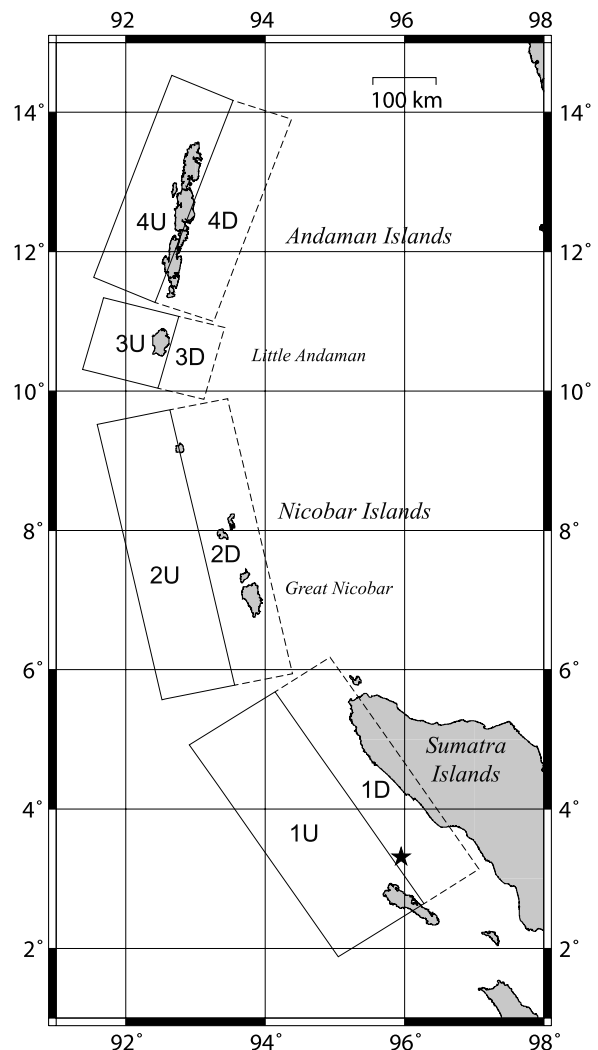 92 94 96 98
100 km
14° 14°
4U 4D
Andaman Islands
12° 12°
3U 3D
Little Andaman
10° 10°
Nicobar Islands
8° 8°
2U 2D
Great Nicobar
6° 6°
Sumatra
Islands
1D
4° 4°
1U
2° 2°
92° 94° 96° 98°